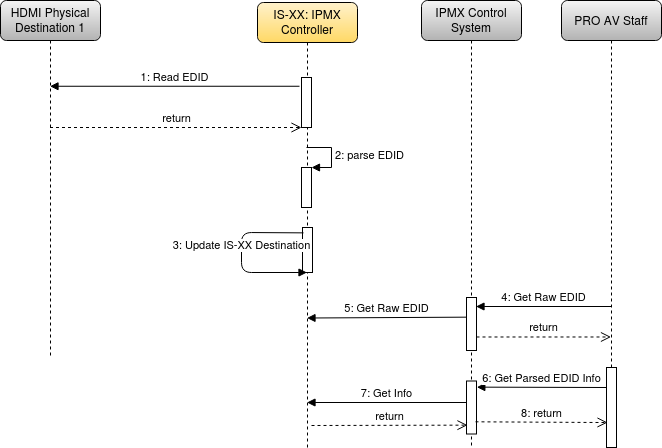 HDMI Physical
Destination 1
IS-XX: IPMX
Controller
IPMX Control
System
PRO AV Staff
1: Read EDID
return
2: parse EDID
3: Update IS-XX Destination
4: Get Raw EDID
5: Get Raw EDID
return
6: Get Parsed EDID Info
7: Get Info
return
8: return